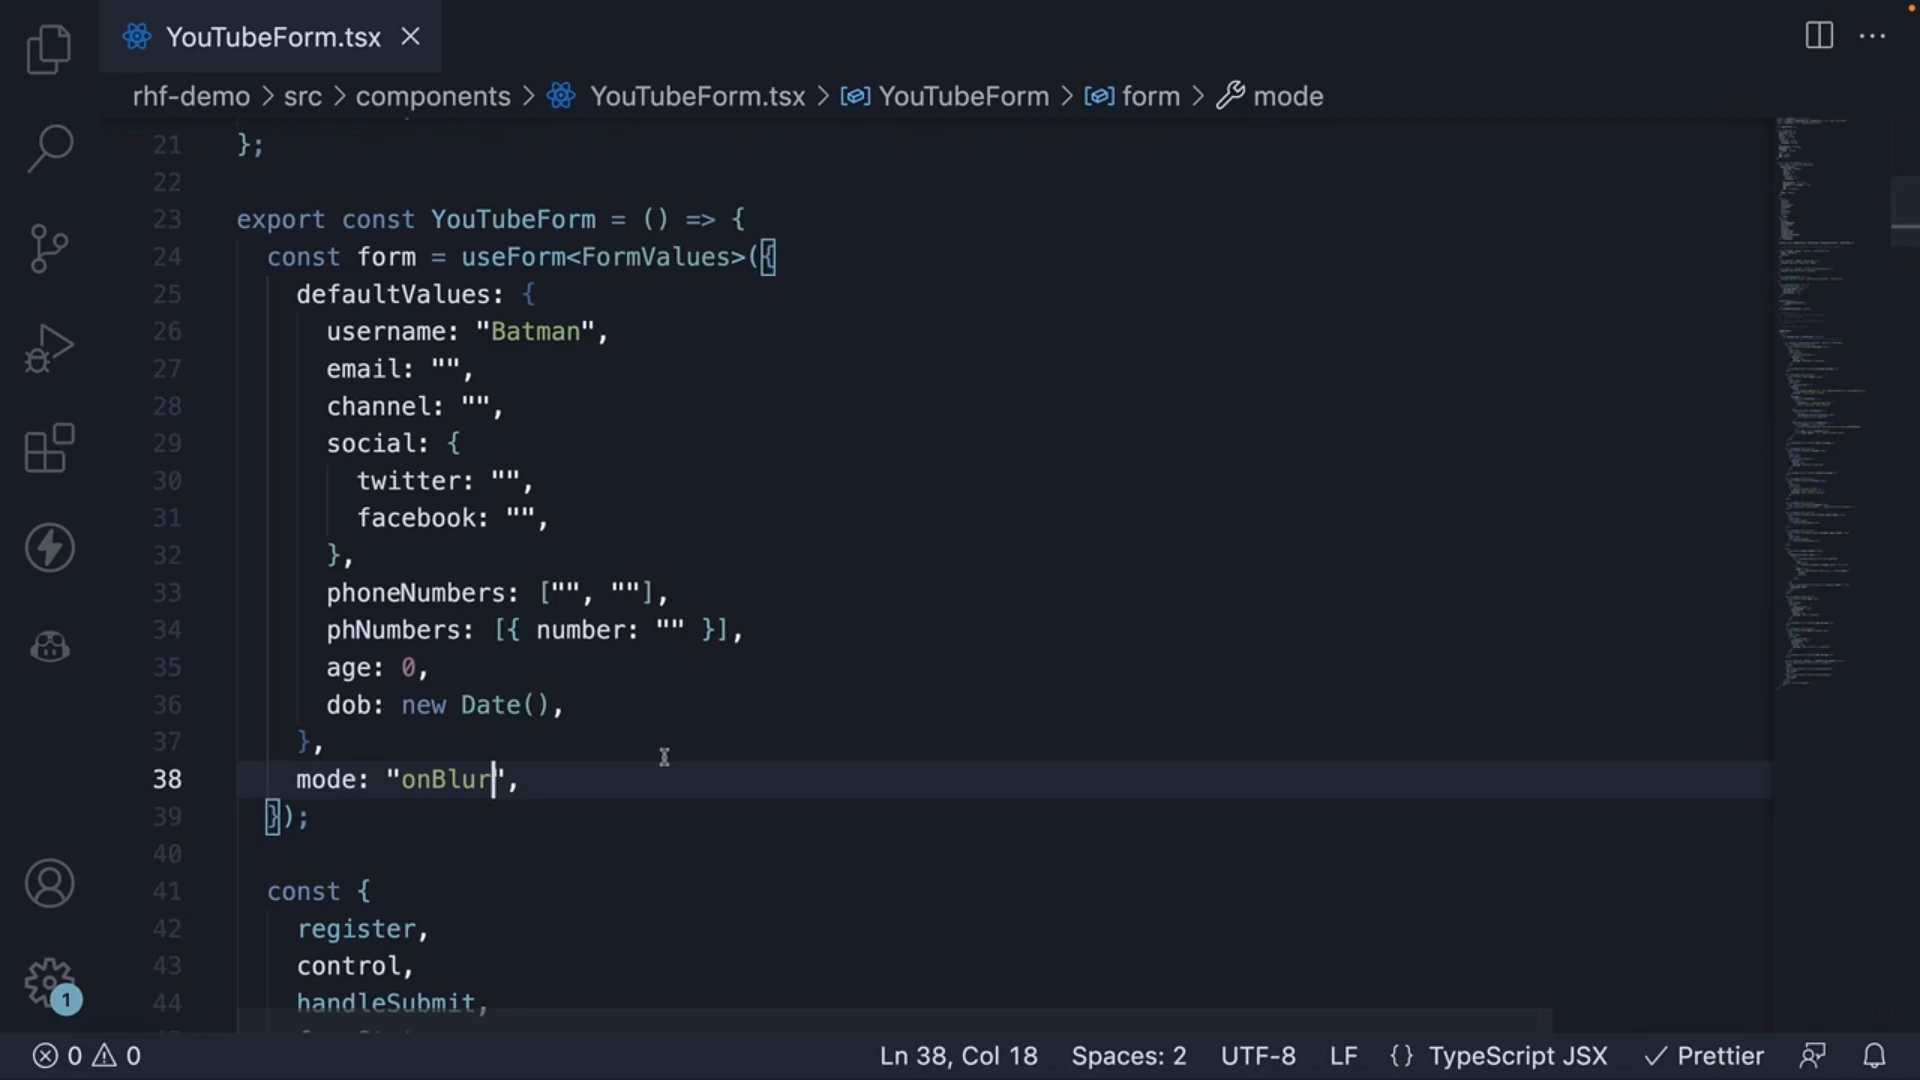 YouTubeForm.tsx
rhf-demo > src > components > YouTubeForm.tsx > YouTubeForm > form > mode
21 };
22
23 export const YouTubeForm = () => {
24 const form = useForm<FormValues>({
25 defaultValues: {
26 username: "Batman",
27 email: "",
28 channel: "",
29 social: {
30 twitter: "",
31 facebook: "",
32 },
33 phoneNumbers: ["", ""],
34 phNumbers: [{ number: "" }],
35 age: 0,
36 dob: new Date(),
37 },
38 mode: "onBlur",
39 });
40
41 const {
42 register,
43 control,
44 handleSubmit,
1
0 0 Ln 38, Col 18 Spaces: 2 UTF-8 LF {} TypeScript JSX Prettier